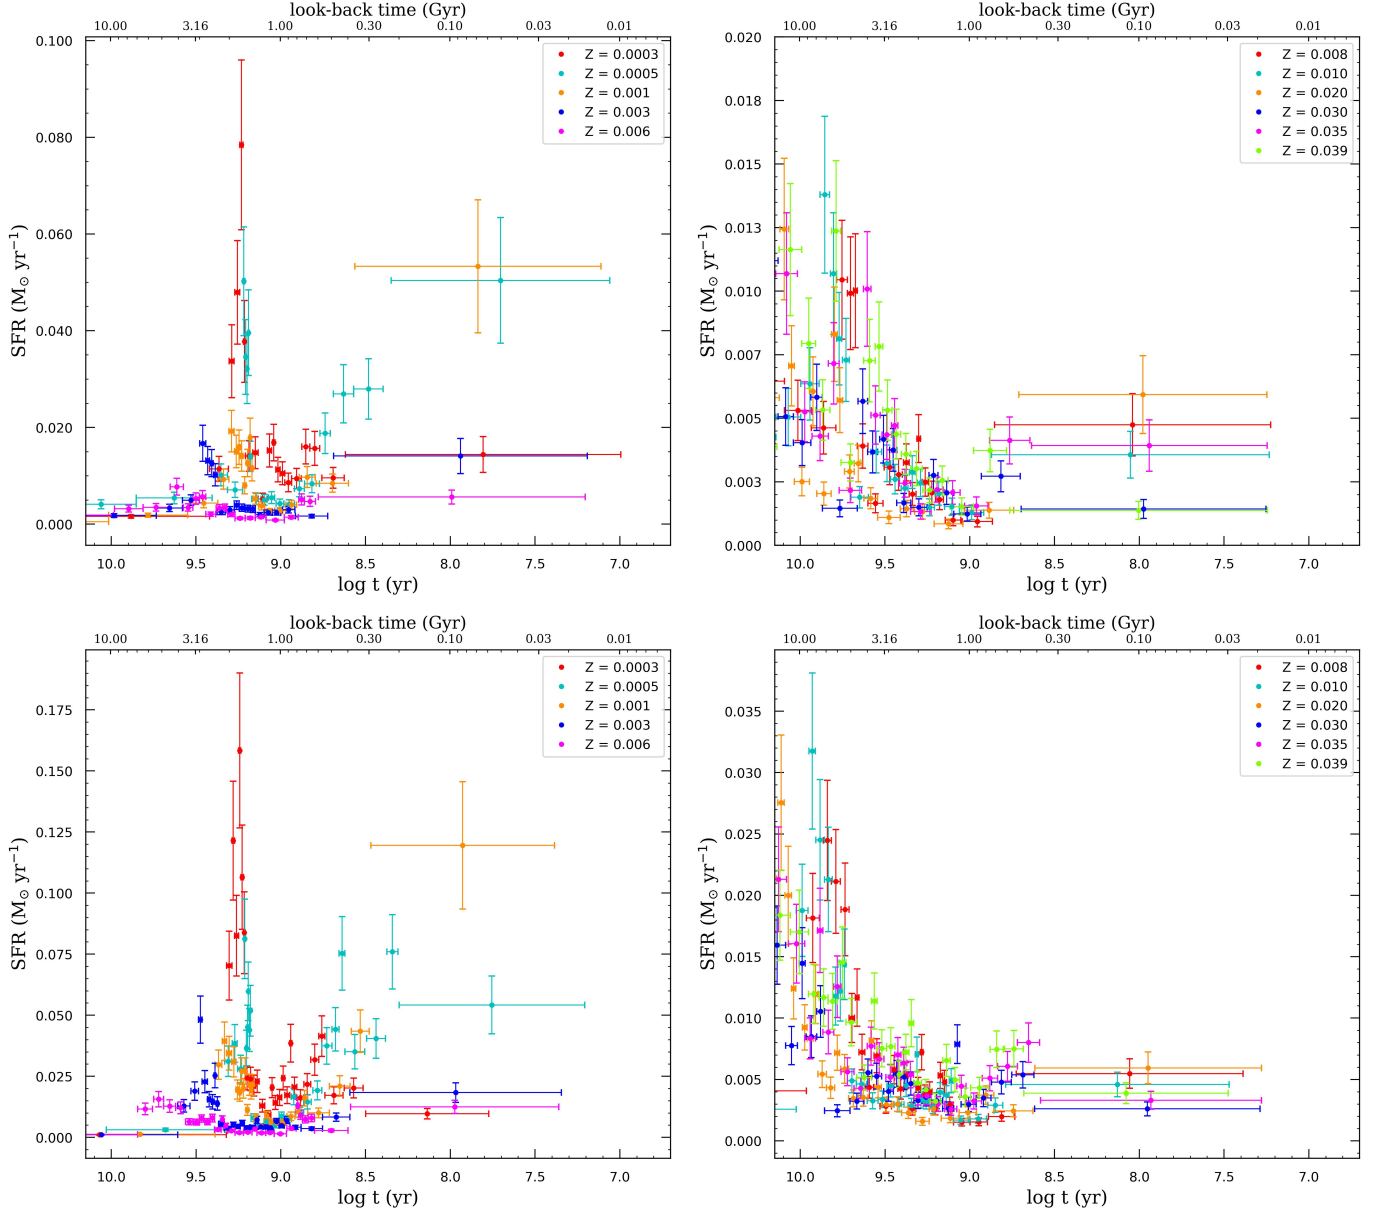 look-back time (Gyr)
10.00 3.16 1.00 0.30 0.10 0.03 0.01
0.100
0.080
0.060
0.040
0.020
0.000
SFR (M⊙ yr⁻¹)
Z = 0.0003
Z = 0.0005
Z = 0.001
Z = 0.003
Z = 0.006
10.0 9.5 9.0 8.5 8.0 7.5 7.0
log t (yr)
look-back time (Gyr)
10.00 3.16 1.00 0.30 0.10 0.03 0.01
0.020
0.018
0.015
0.013
0.010
0.007
0.005
0.003
0.000
SFR (M⊙ yr⁻¹)
Z = 0.008
Z = 0.010
Z = 0.020
Z = 0.030
Z = 0.035
Z = 0.039
10.0 9.5 9.0 8.5 8.0 7.5 7.0
log t (yr)
look-back time (Gyr)
10.00 3.16 1.00 0.30 0.10 0.03 0.01
0.175
0.150
0.125
0.100
0.075
0.050
0.025
0.000
SFR (M⊙ yr⁻¹)
Z = 0.0003
Z = 0.0005
Z = 0.001
Z = 0.003
Z = 0.006
10.0 9.5 9.0 8.5 8.0 7.5 7.0
log t (yr)
look-back time (Gyr)
10.00 3.16 1.00 0.30 0.10 0.03 0.01
0.035
0.030
0.025
0.020
0.015
0.010
0.005
0.000
SFR (M⊙ yr⁻¹)
Z = 0.008
Z = 0.010
Z = 0.020
Z = 0.030
Z = 0.035
Z = 0.039
10.0 9.5 9.0 8.5 8.0 7.5 7.0
log t (yr)